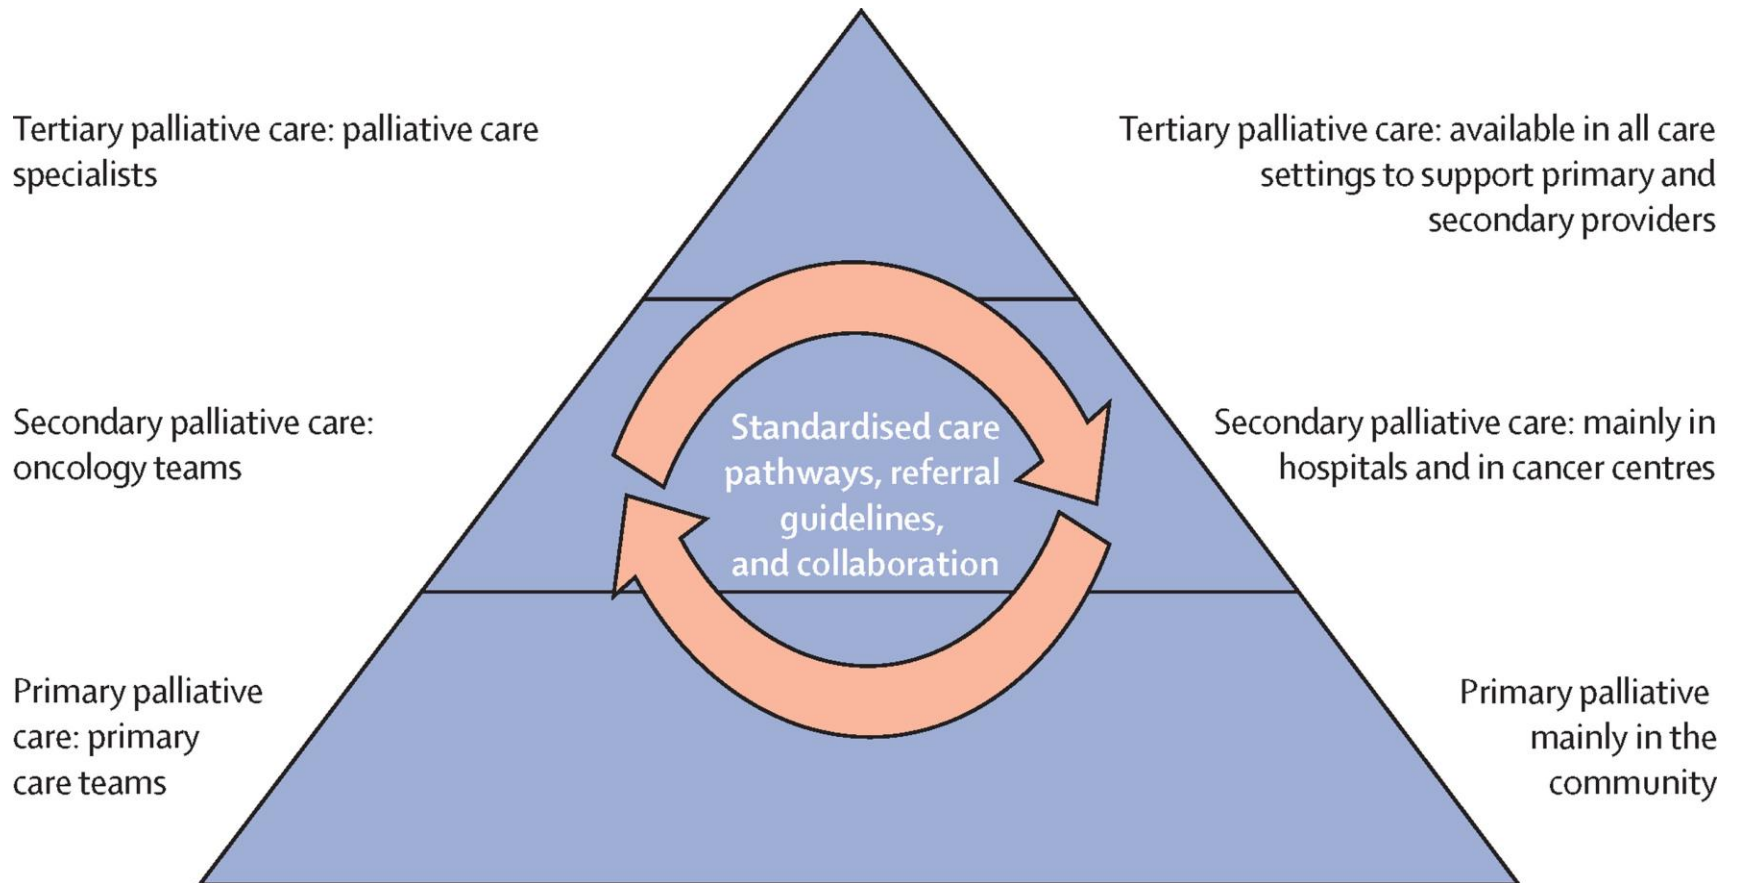 Tertiary palliative care: palliative care
specialists
Tertiary palliative care: available in all care
settings to support primary and
secondary providers
Secondary palliative care:
oncology teams
Standardised care
pathways, referral
guidelines,
and collaboration
Secondary palliative care: mainly in
hospitals and in cancer centres
Primary palliative
care: primary
care teams
Primary palliative
mainly in the
community